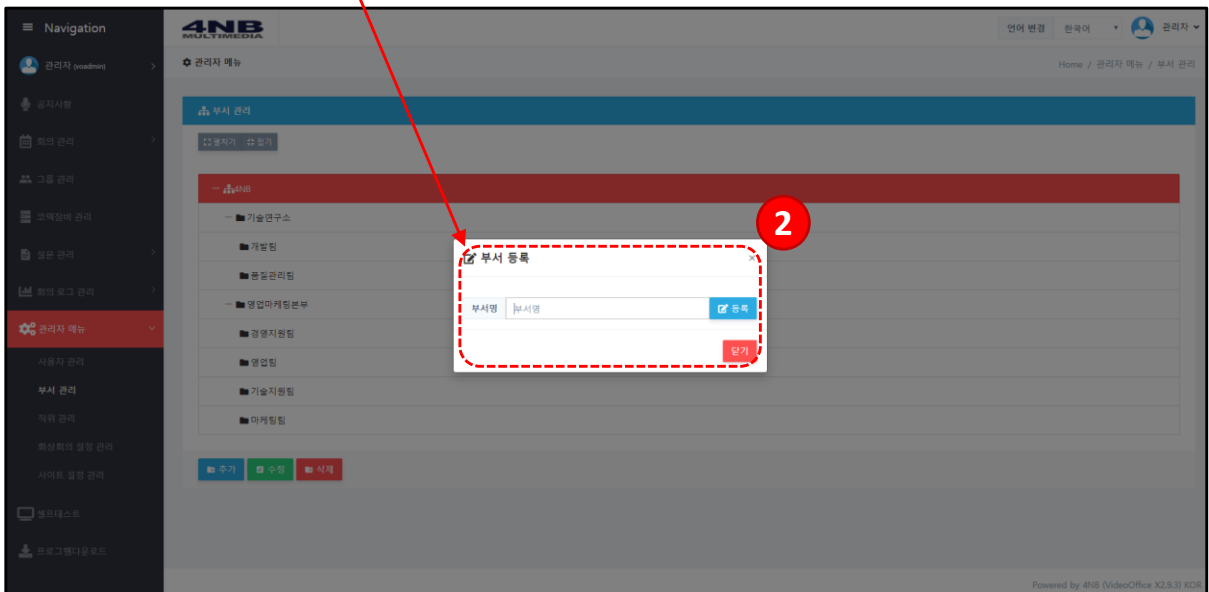 Navigation
4NB
MULTIMEDIA
언어 변경 한국어 관리자
관리자 (voadmin)
관리자 메뉴
Home / 관리자 메뉴 / 부서 관리
공지사항
회의 관리
그룹 관리
코덱장비 관리
설문 관리
회의 로그 관리
관리자 메뉴
사용자 관리
부서 관리
직위 관리
화상회의 설정 관리
사이트 설정 관리
셀프테스트
프로그램다운로드
부서 관리
펼치기 접기
4NB
기술연구소
개발팀
품질관리팀
영업마케팅본부
경영지원팀
영업팀
기술지원팀
마케팅팀
추가 수정 삭제
2
부서 등록 ×
부서명 부서명 등록
닫기
Powered by 4NB (VideoOffice X2.9.3) KOR